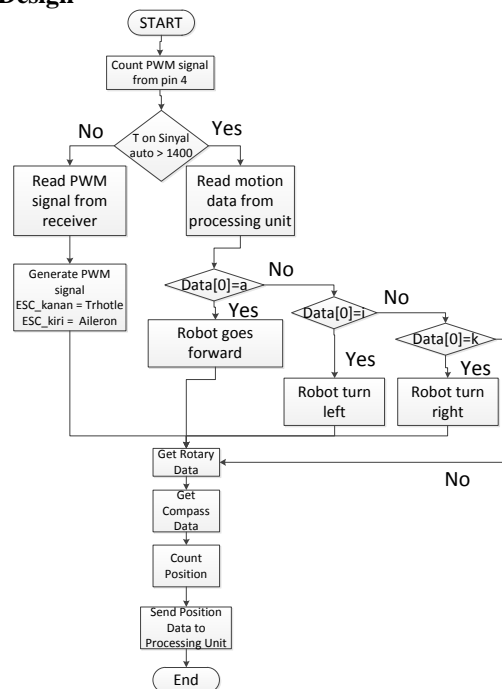 Design
START
Count PWM signal
from pin 4
No
Yes
T on Sinyal
auto > 1400
Read PWM
signal from
receiver
Read motion
data from
processing unit
Generate PWM
signal
ESC_kanan = Trhotle
ESC_kiri = Aileron
Data[0]=a
No
Yes
Robot goes
forward
Data[0]=i
No
Yes
Robot turn
left
Data[0]=k
Yes
Robot turn
right
No
Get Rotary
Data
Get
Compass
Data
Count
Position
Send Position
Data to
Processing Unit
End